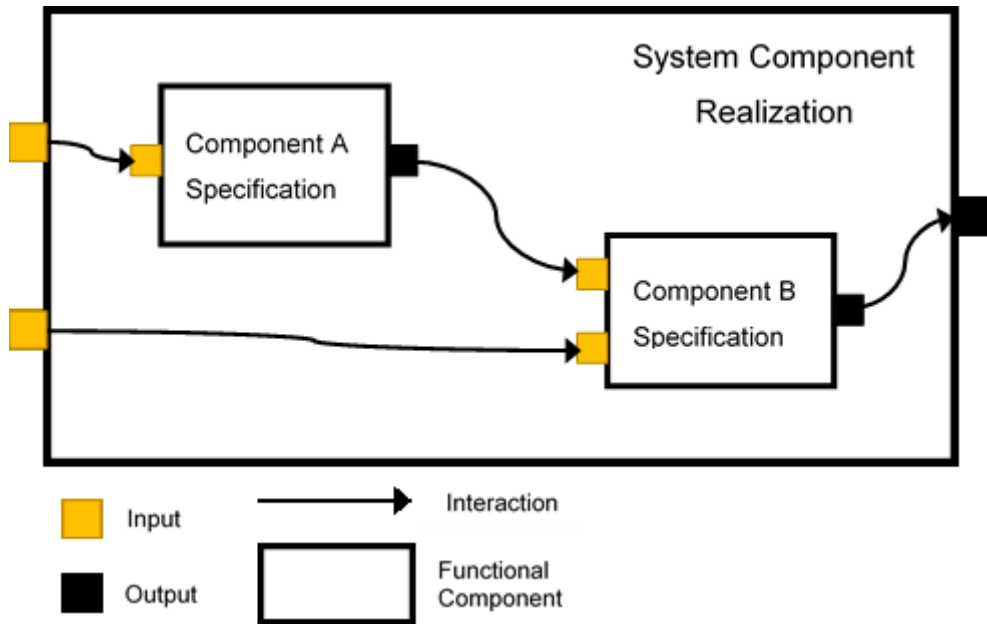 System Component
Realization
Component A
Specification
Component B
Specification
Input
Interaction
Output
Functional
Component